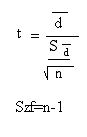 t = d̅ / (S d̅ / √n)
Szf=n-1